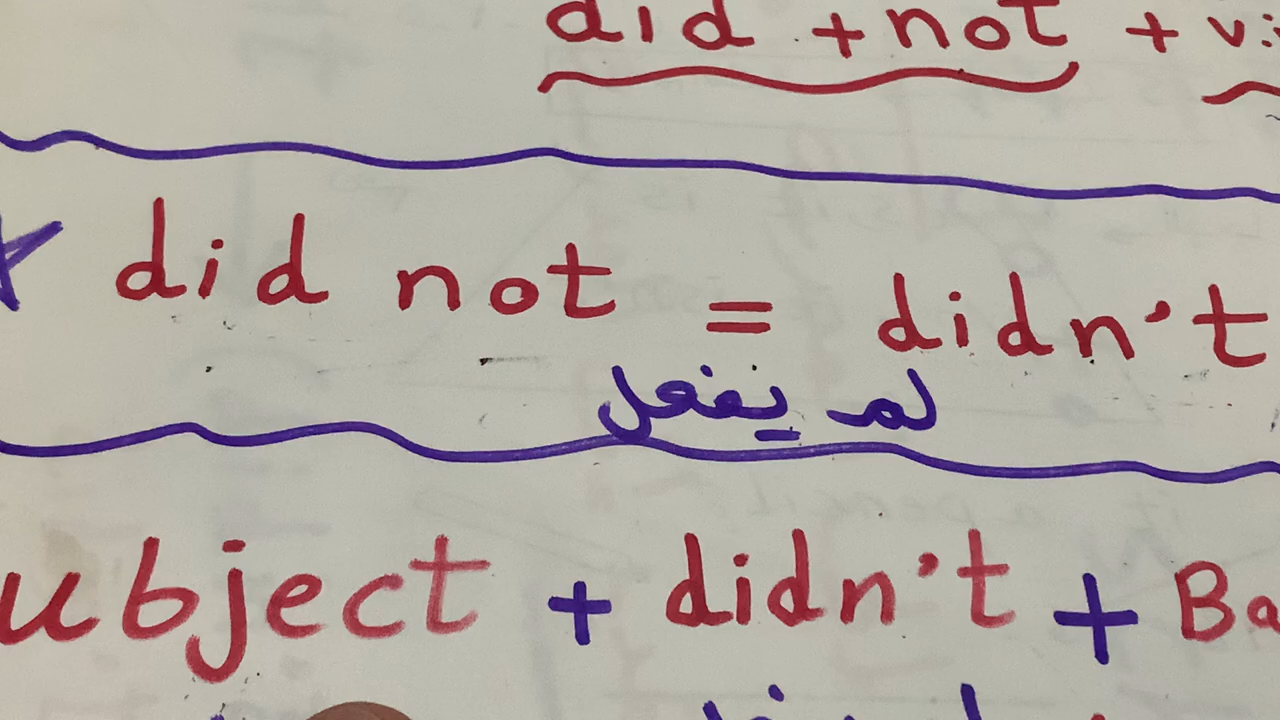 did + not +
did not = didn't
لم يفعل
ubject + didn't + Ba